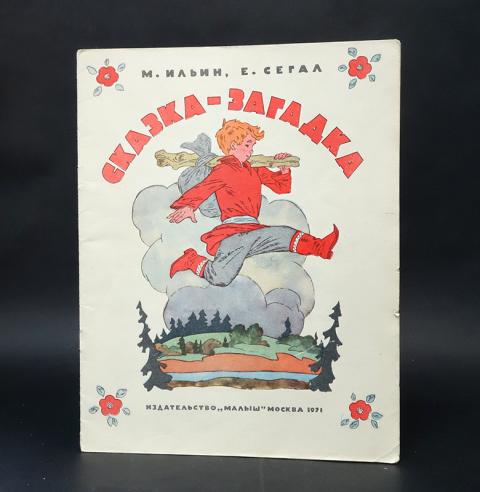 М. ИЛЬИН, Е. СЕГАЛ
СКАЗКА-ЗАГАДКА
ИЗДАТЕЛЬСТВО „МАЛЫШ" МОСКВА 1971